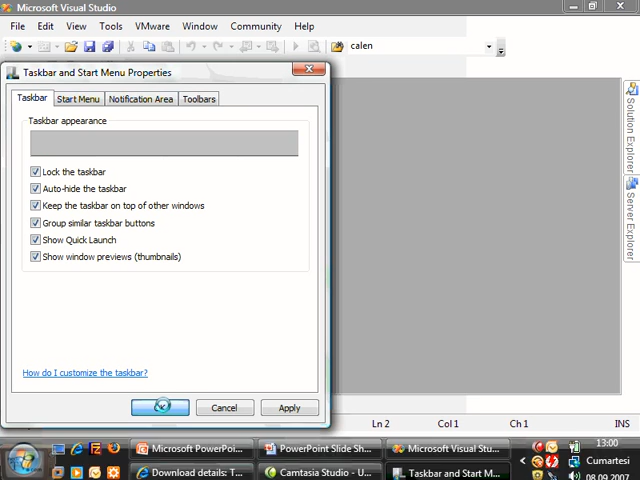 Microsoft Visual Studio
File Edit View Tools VMware Window Community Help
calen
Taskbar and Start Menu Properties
Taskbar Start Menu Notification Area Toolbars
Taskbar appearance
Lock the taskbar
Auto-hide the taskbar
Keep the taskbar on top of other windows
Group similar taskbar buttons
Show Quick Launch
Show window previews (thumbnails)
How do I customize the taskbar?
Cancel Apply
Solution Explorer
Server Explorer
Ln 2 Col 1 Ch 1 INS
Microsoft PowerPoi... PowerPoint Slide Sh... Microsoft Visual Stu... 13:00
Download details: T... Camtasia Studio - U... Taskbar and Start M... Cumartesi
08.09.2007